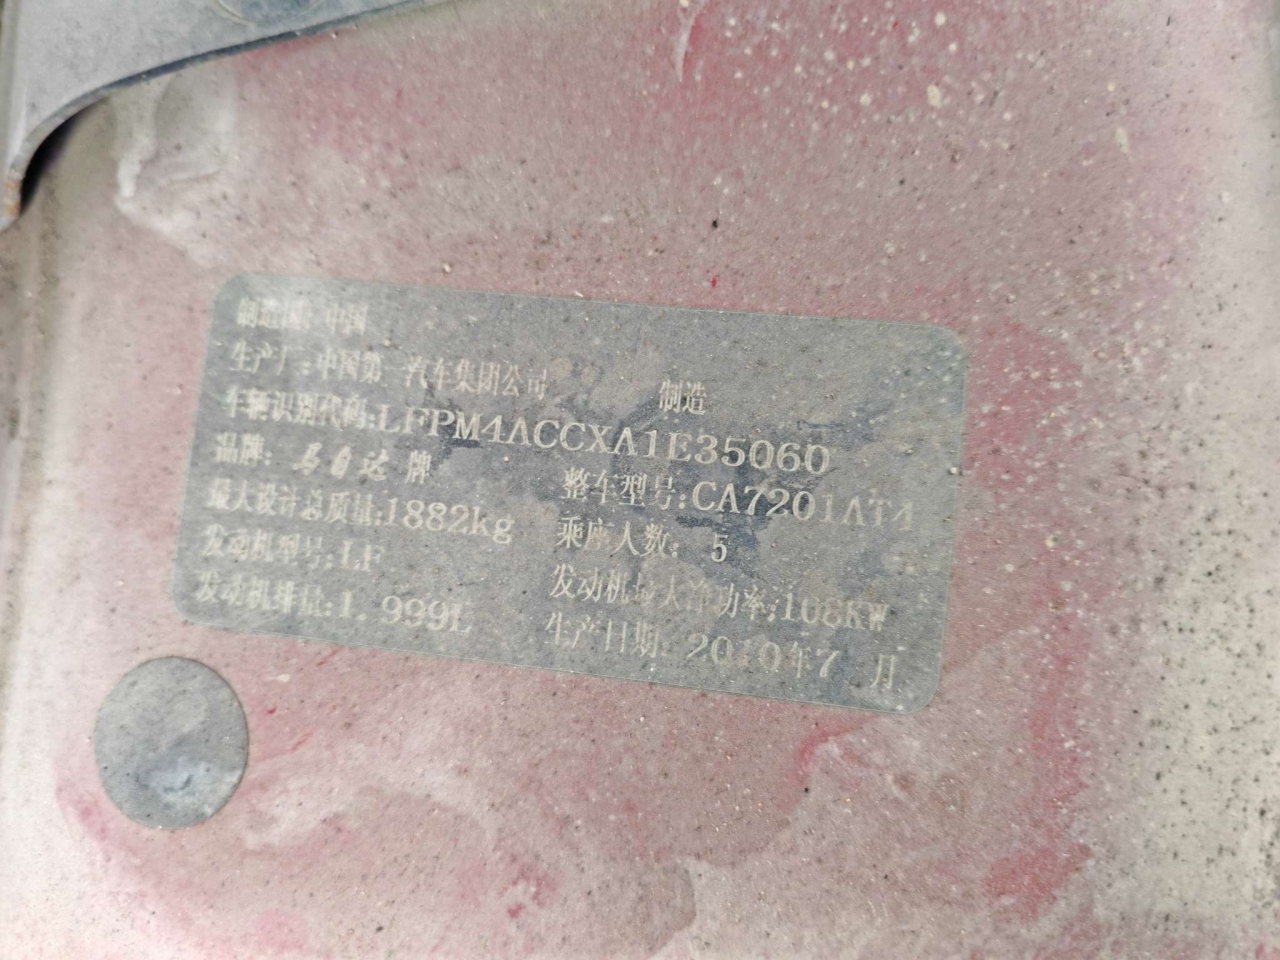 制造国：中国
生产厂：中国第一汽车集团公司 制造
车辆识别代码：LFPM4ACCXA1E35060
品牌：马自达牌 整车型号：CA7201AT4
最大设计总质量：1882kg 乘座人数：5
发动机型号：LF 发动机最大净功率：108KW
发动机排量：1.999L 生产日期：2010年7月